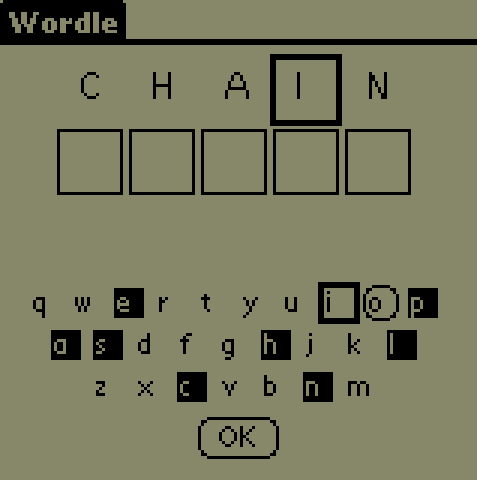 Wordle
C H A I N
q w e r t y u i o p
a s d f g h j k l
z x c v b n m
OK